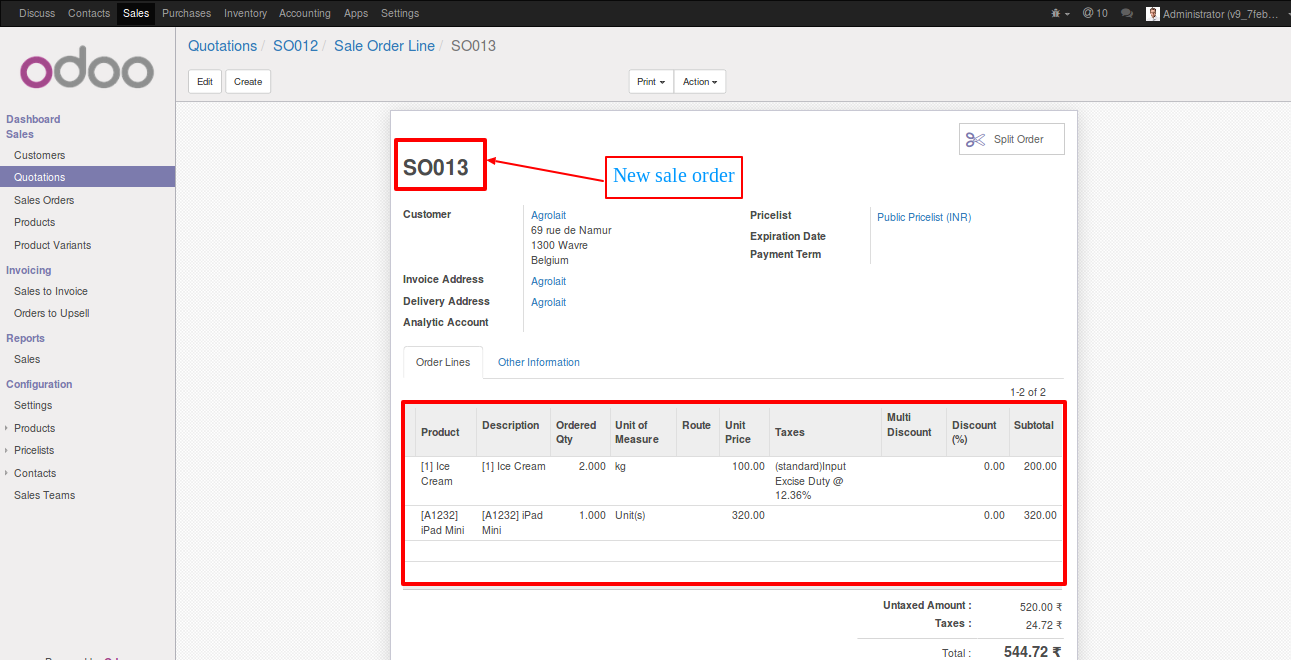 Discuss Contacts Sales Purchases Inventory Accounting Apps Settings @ 10 Administrator (v9_7feb...
odoo
Quotations / SO012 / Sale Order Line / SO013
Edit Create Print Action
Dashboard
Sales
Customers
Quotations
Sales Orders
Products
Product Variants
Invoicing
Sales to Invoice
Orders to Upsell
Reports
Sales
Configuration
Settings
Products
Pricelists
Contacts
Sales Teams
Split Order
SO013
New sale order
Customer
Agrolait
69 rue de Namur
1300 Wavre
Belgium
Invoice Address Agrolait
Delivery Address Agrolait
Analytic Account
Pricelist Public Pricelist (INR)
Expiration Date
Payment Term
Order Lines Other Information
1-2 of 2
Product Description Ordered Qty Unit of Measure Route Unit Price Taxes Multi Discount Discount (%) Subtotal
[1] Ice Cream [1] Ice Cream 2.000 kg 100.00 (standard)Input Excise Duty @ 12.36% 0.00 200.00
[A1232] iPad Mini [A1232] iPad Mini 1.000 Unit(s) 320.00 0.00 320.00
Untaxed Amount : 520.00 ₹
Taxes : 24.72 ₹
Total : 544.72 ₹